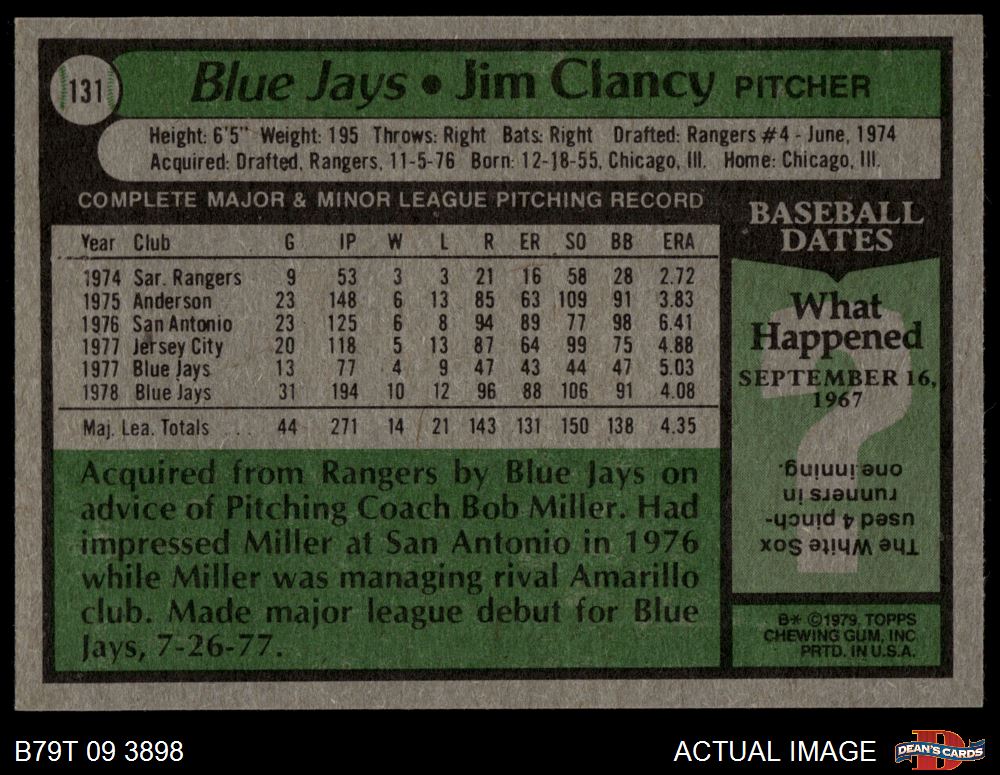 131
Blue Jays • Jim Clancy PITCHER
Height: 6'5" Weight: 195 Throws: Right Bats: Right Drafted: Rangers #4 - June, 1974
Acquired: Drafted, Rangers, 11-5-76 Born: 12-18-55, Chicago, Ill. Home: Chicago, Ill.
COMPLETE MAJOR & MINOR LEAGUE PITCHING RECORD
Year Club G IP W L R ER SO BB ERA
1974 Sar. Rangers 9 53 3 3 21 16 58 28 2.72
1975 Anderson 23 148 6 13 85 63 109 91 3.83
1976 San Antonio 23 125 6 8 94 89 77 98 6.41
1977 Jersey City 20 118 5 13 87 64 99 75 4.88
1977 Blue Jays 13 77 4 9 47 43 44 47 5.03
1978 Blue Jays 31 194 10 12 96 88 106 91 4.08
Maj. Lea. Totals ... 44 271 14 21 143 131 150 138 4.35
Acquired from Rangers by Blue Jays on
advice of Pitching Coach Bob Miller. Had
impressed Miller at San Antonio in 1976
while Miller was managing rival Amarillo
club. Made major league debut for Blue
Jays, 7-26-77.
BASEBALL
DATES
What
Happened
SEPTEMBER 16,
1967
The White Sox
used 4 pinch-
runners in
one inning.
B* ©1979, TOPPS
CHEWING GUM, INC
PRTD. IN U.S.A.
B79T 09 3898
ACTUAL IMAGE
D
DEAN'S CARDS